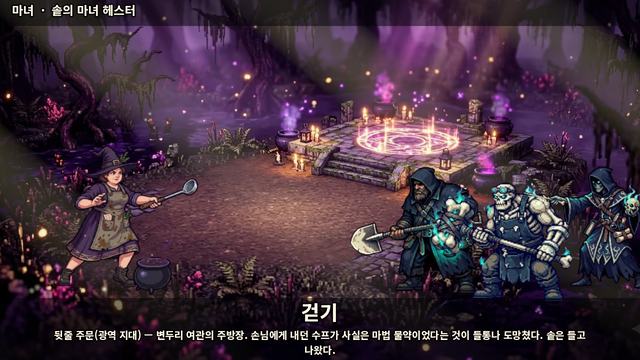 마녀 · 솥의 마녀 헤스터
걷기
뒷줄 주문(광역 지대) — 변두리 여관의 주방장. 손님에게 내던 수프가 사실은 마법 물약이었다는 것이 들통나 도망쳤다. 솥은 들고
나왔다.